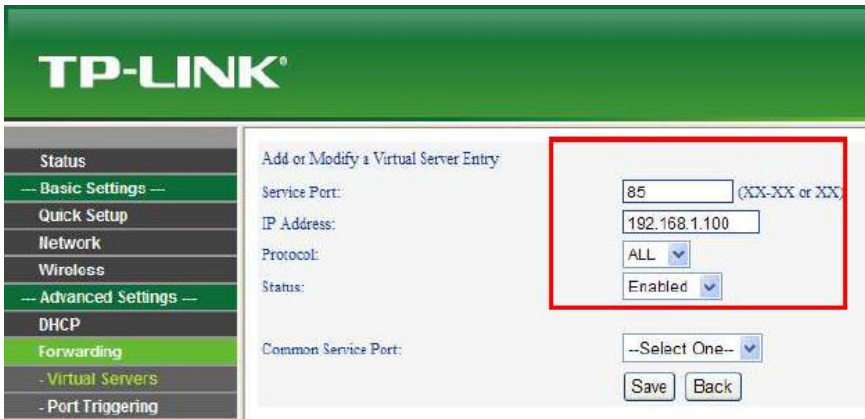 TP-LINK®
Status
--- Basic Settings ---
Quick Setup
Network
Wireless
--- Advanced Settings ---
DHCP
Forwarding
- Virtual Servers
- Port Triggering
Add or Modify a Virtual Server Entry
Service Port: 85 (XX-XX or XX)
IP Address: 192.168.1.100
Protocol: ALL
Status: Enabled
Common Service Port: --Select One--
Save Back